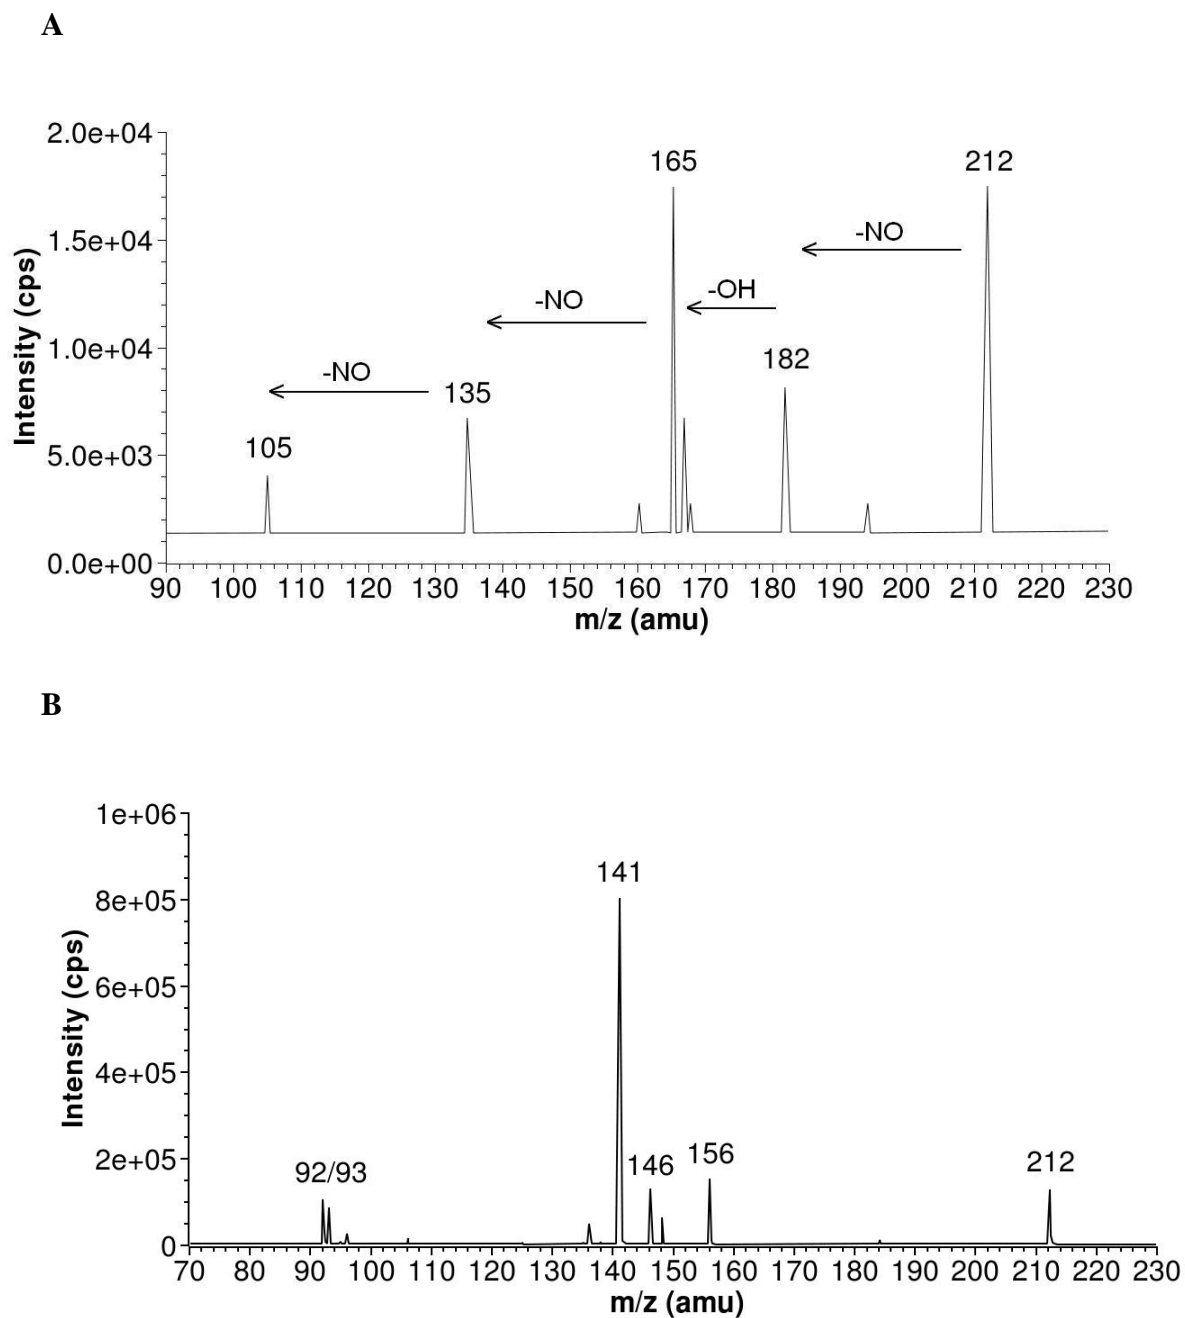 A
2.0e+04
165
212
-NO
1.5e+04
-OH
-NO
1.0e+04
182
-NO
135
105
5.0e+03
0.0e+00
Intensity (cps)
90 100 110 120 130 140 150 160 170 180 190 200 210 220 230
m/z (amu)
B
1e+06
141
8e+05
6e+05
4e+05
2e+05
92/93
146
156
212
0
Intensity (cps)
70 80 90 100 110 120 130 140 150 160 170 180 190 200 210 220 230
m/z (amu)